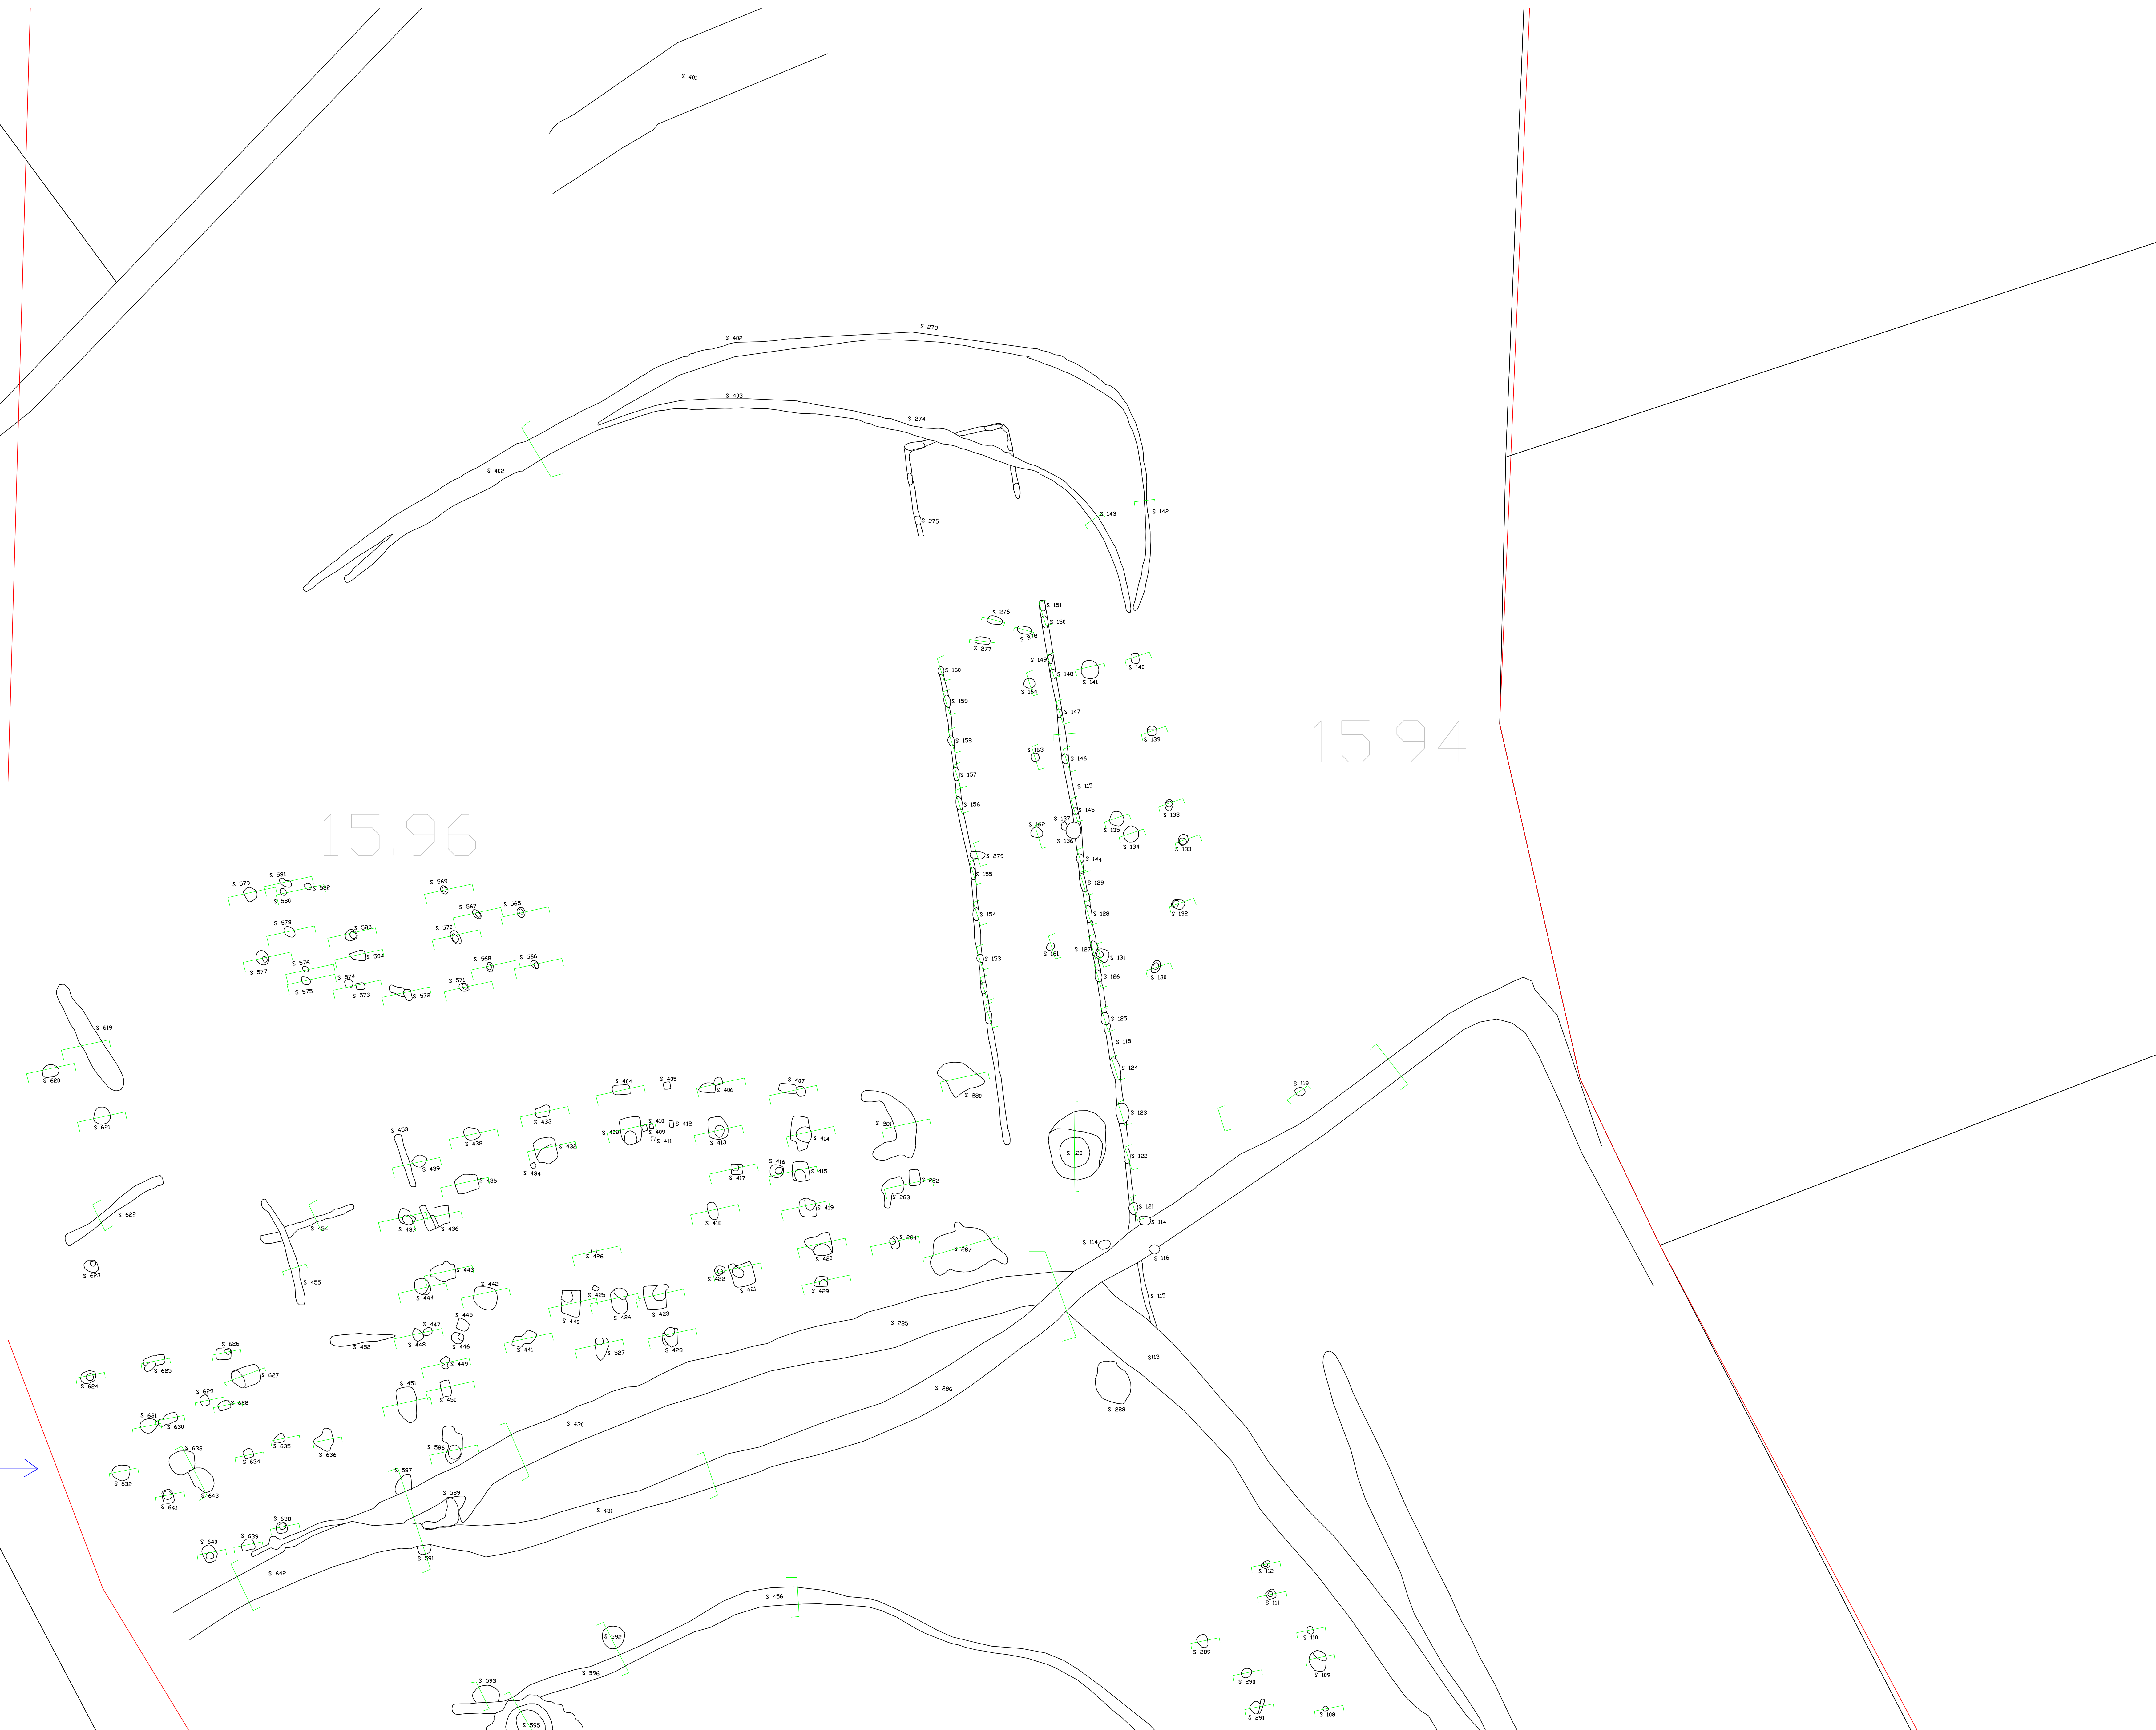 S 401
S 273
S 402
S 403
S 274
S 402
S 143
S 142
S 275
S 151
S 276
S 150
S 278
S 277
S 149
S 140
S 160
S 148
S 141
S 164
S 159
S 147
15.94
S 158
S 139
S 163
S 146
S 157
S 115
S 156
S 145
S 138
S 137
S 162
S 135
15.96
S 136
S 134
S 133
S 279
S 144
S 155
S 581
S 579
S 569
S 129
S 582
S 580
S 567
S 565
S 132
S 154
S 128
S 578
S 583
S 570
S 127
S 161
S 131
S 584
S 568
S 566
S 153
S 130
S 576
S 577
S 574
S 571
S 126
S 575
S 573
S 572
S 125
S 619
S 115
S 124
S 620
S 404
S 405
S 407
S 406
S 119
S 280
S 123
S 621
S 433
S 410
S 412
S 281
S 453
S 408
S 409
S 414
S 438
S 411
S 413
S 432
S 120
S 122
S 439
S 434
S 416
S 417
S 415
S 435
S 282
S 283
S 622
S 454
S 437
S 436
S 418
S 419
S 121
S 114
S 284
S 114
S 287
S 426
S 420
S 116
S 623
S 443
S 422
S 455
S 444
S 442
S 425
S 421
S 429
S 115
S 440
S 424
S 423
S 445
S 285
S 447
S 452
S 448
S 446
S 441
S 527
S 428
S 626
S113
S 625
S 449
S 624
S 627
S 451
S 450
S 286
S 629
S 628
S 288
S 631
S 630
S 430
S 635
S 636
S 586
S 633
S 634
S 587
S 632
S 643
S 589
S 641
S 431
S 638
S 639
S 640
S 591
S 112
S 642
S 456
S 111
S 592
S 110
S 289
S 596
S 109
S 593
S 290
S 595
S 291
S 108